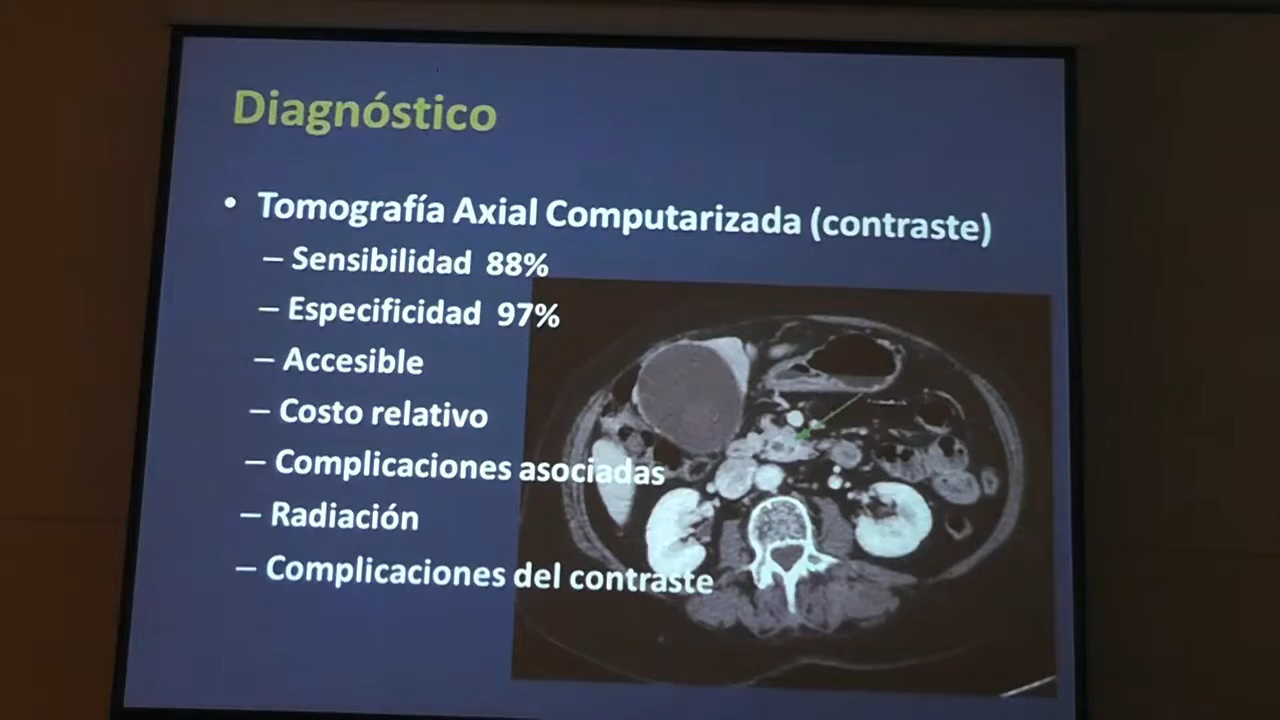 Diagnóstico
• Tomografía Axial Computarizada (contraste)
– Sensibilidad 88%
– Especificidad 97%
– Accesible
– Costo relativo
– Complicaciones asociadas
– Radiación
– Complicaciones del contraste